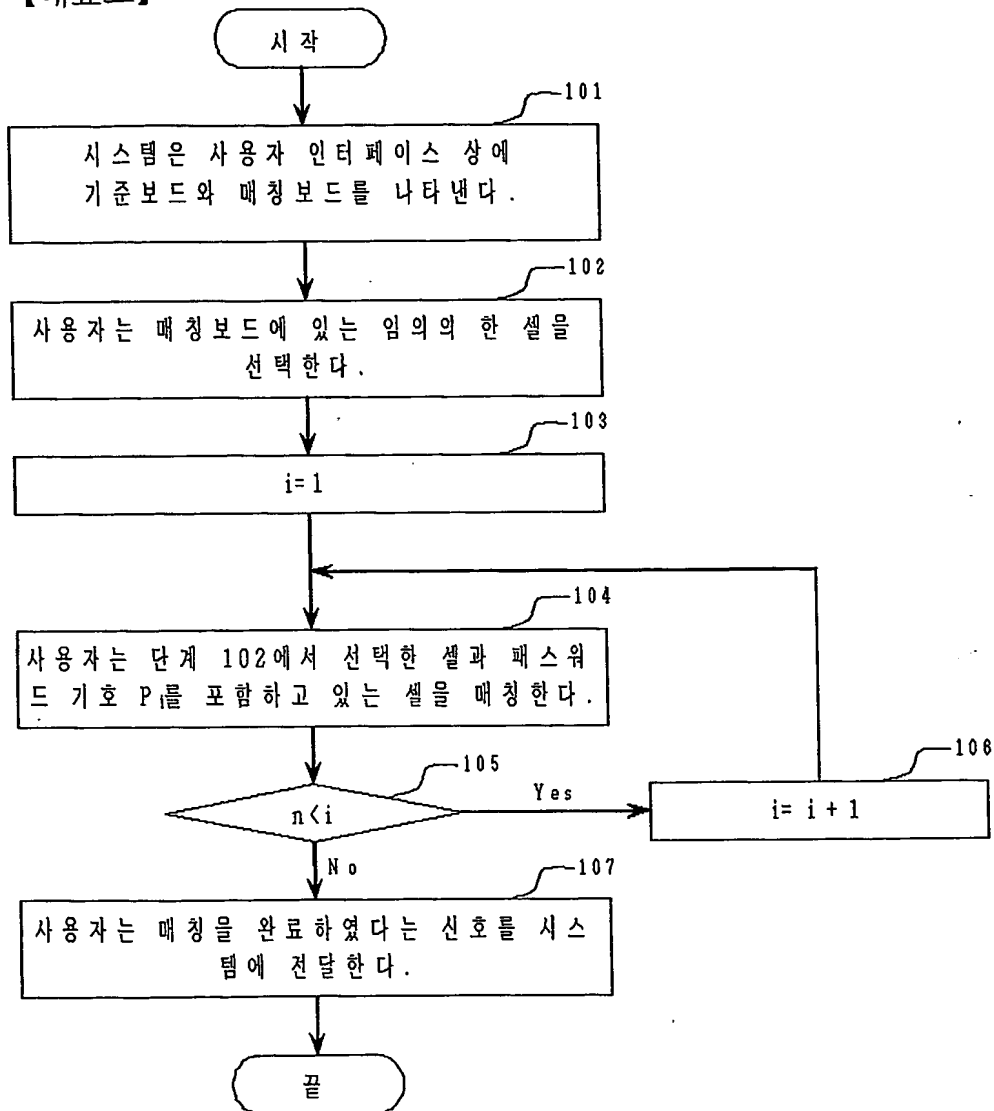 시작
101
시스템은 사용자 인터페이스 상에
기준보드와 매칭보드를 나타낸다.
102
사용자는 매칭보드에 있는 임의의 한 셀을
선택한다.
103
i=1
104
사용자는 단계 102에서 선택한 셀과 패스워
드 기호 Pi를 포함하고 있는 셀을 매칭한다.
105
n<i
Yes
106
i= i + 1
No
107
사용자는 매칭을 완료하였다는 신호를 시스
템에 전달한다.
끝